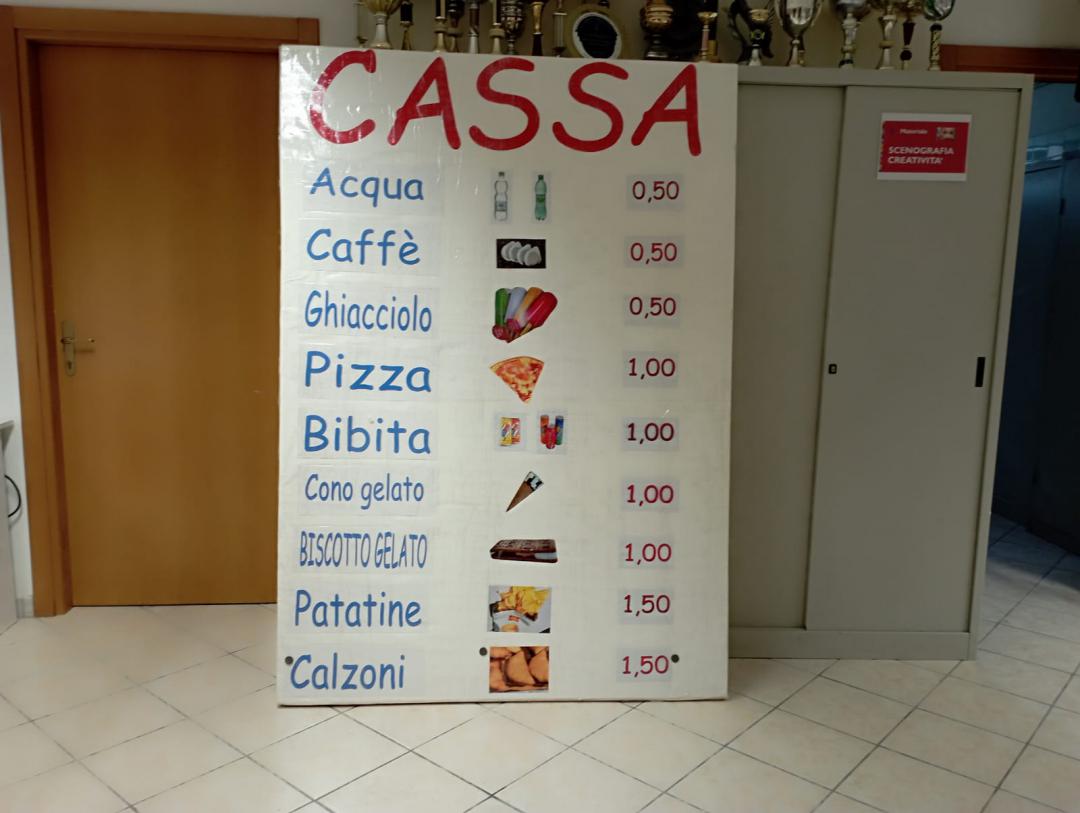 CASSA
Acqua 0,50
Caffè 0,50
Ghiacciolo 0,50
Pizza 1,00
Bibita 1,00
Cono gelato 1,00
BISCOTTO GELATO 1,00
Patatine 1,50
Calzoni 1,50
Materiale
SCENOGRAFIA
CREATIVITA'